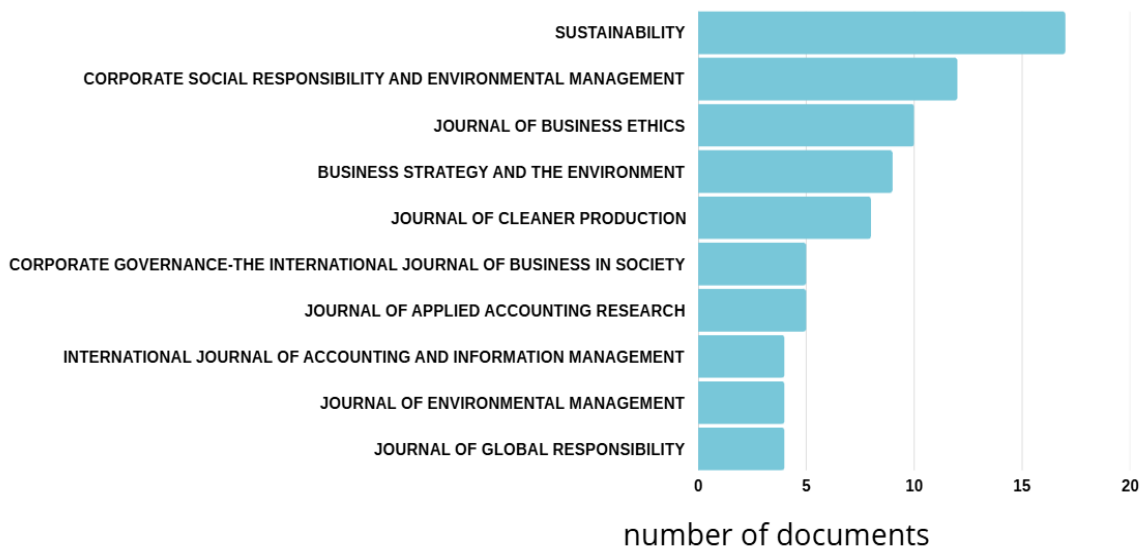 SUSTAINABILITY
CORPORATE SOCIAL RESPONSIBILITY AND ENVIRONMENTAL MANAGEMENT
JOURNAL OF BUSINESS ETHICS
BUSINESS STRATEGY AND THE ENVIRONMENT
JOURNAL OF CLEANER PRODUCTION
CORPORATE GOVERNANCE-THE INTERNATIONAL JOURNAL OF BUSINESS IN SOCIETY
JOURNAL OF APPLIED ACCOUNTING RESEARCH
INTERNATIONAL JOURNAL OF ACCOUNTING AND INFORMATION MANAGEMENT
JOURNAL OF ENVIRONMENTAL MANAGEMENT
JOURNAL OF GLOBAL RESPONSIBILITY
0 5 10 15 20
number of documents